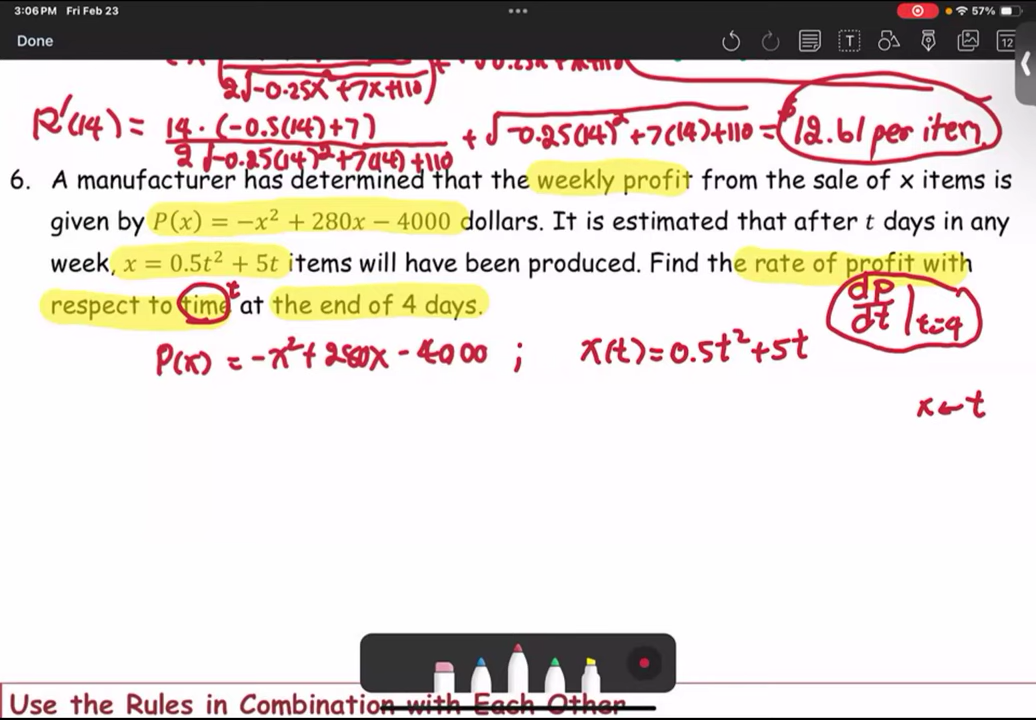 3:06 PM Fri Feb 23
57%
Done
T
12
2√-0.25x²+7x+110
R'(14) = 14 · (-0.5(14)+7) / 2√-0.25(14)²+7(14)+110 + √-0.25(14)²+7(14)+110 = $12.61 per item
6. A manufacturer has determined that the weekly profit from the sale of x items is
given by P(x) = −x² + 280x − 4000 dollars. It is estimated that after t days in any
week, x = 0.5t² + 5t items will have been produced. Find the rate of profit with
respect to time t at the end of 4 days.
dp/dt | t=4
P(x) = -x²+280x - 4000 ; x(t)=0.5t²+5t
x←t
Use the Rules in Combination with Each Other